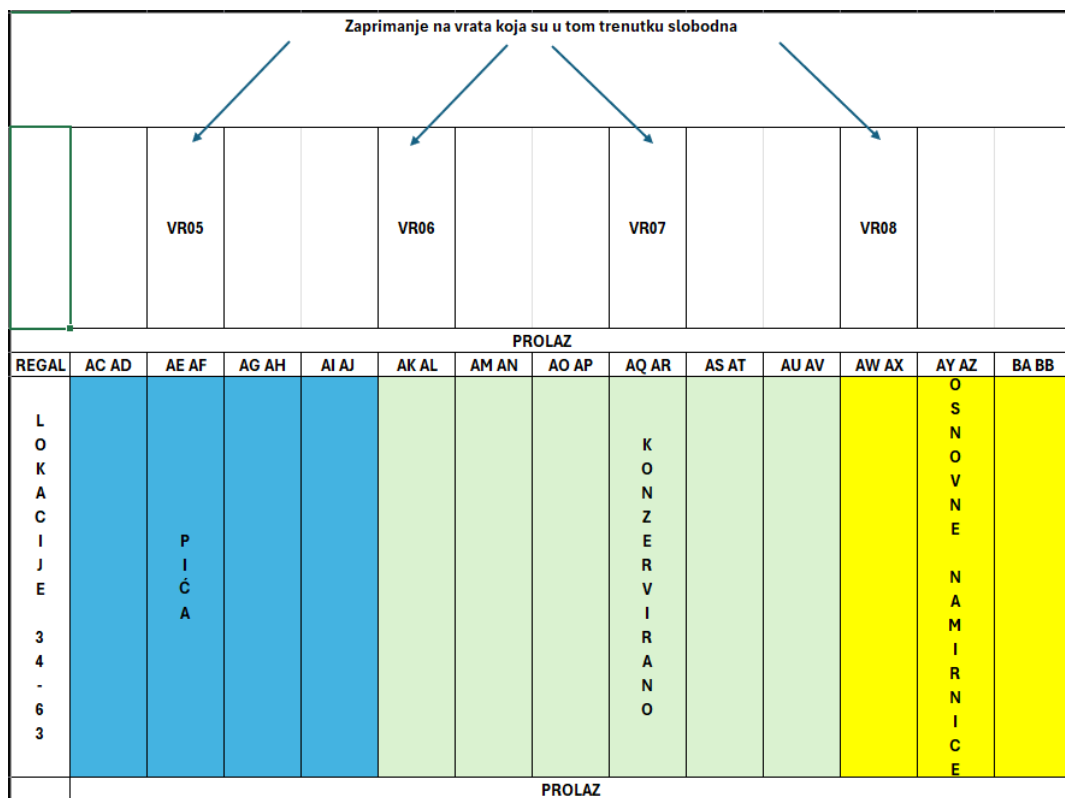 Zaprimanje na vrata koja su u tom trenutku slobodna
VR05 VR06 VR07 VR08
PROLAZ
REGAL AC AD AE AF AG AH AI AJ AK AL AM AN AO AP AQ AR AS AT AU AV AW AX AY AZ BA BB
LOKACIJE 34-63
PIĆA
KONZERVIRANO
OSNOVNE NAMIRNICE
PROLAZ